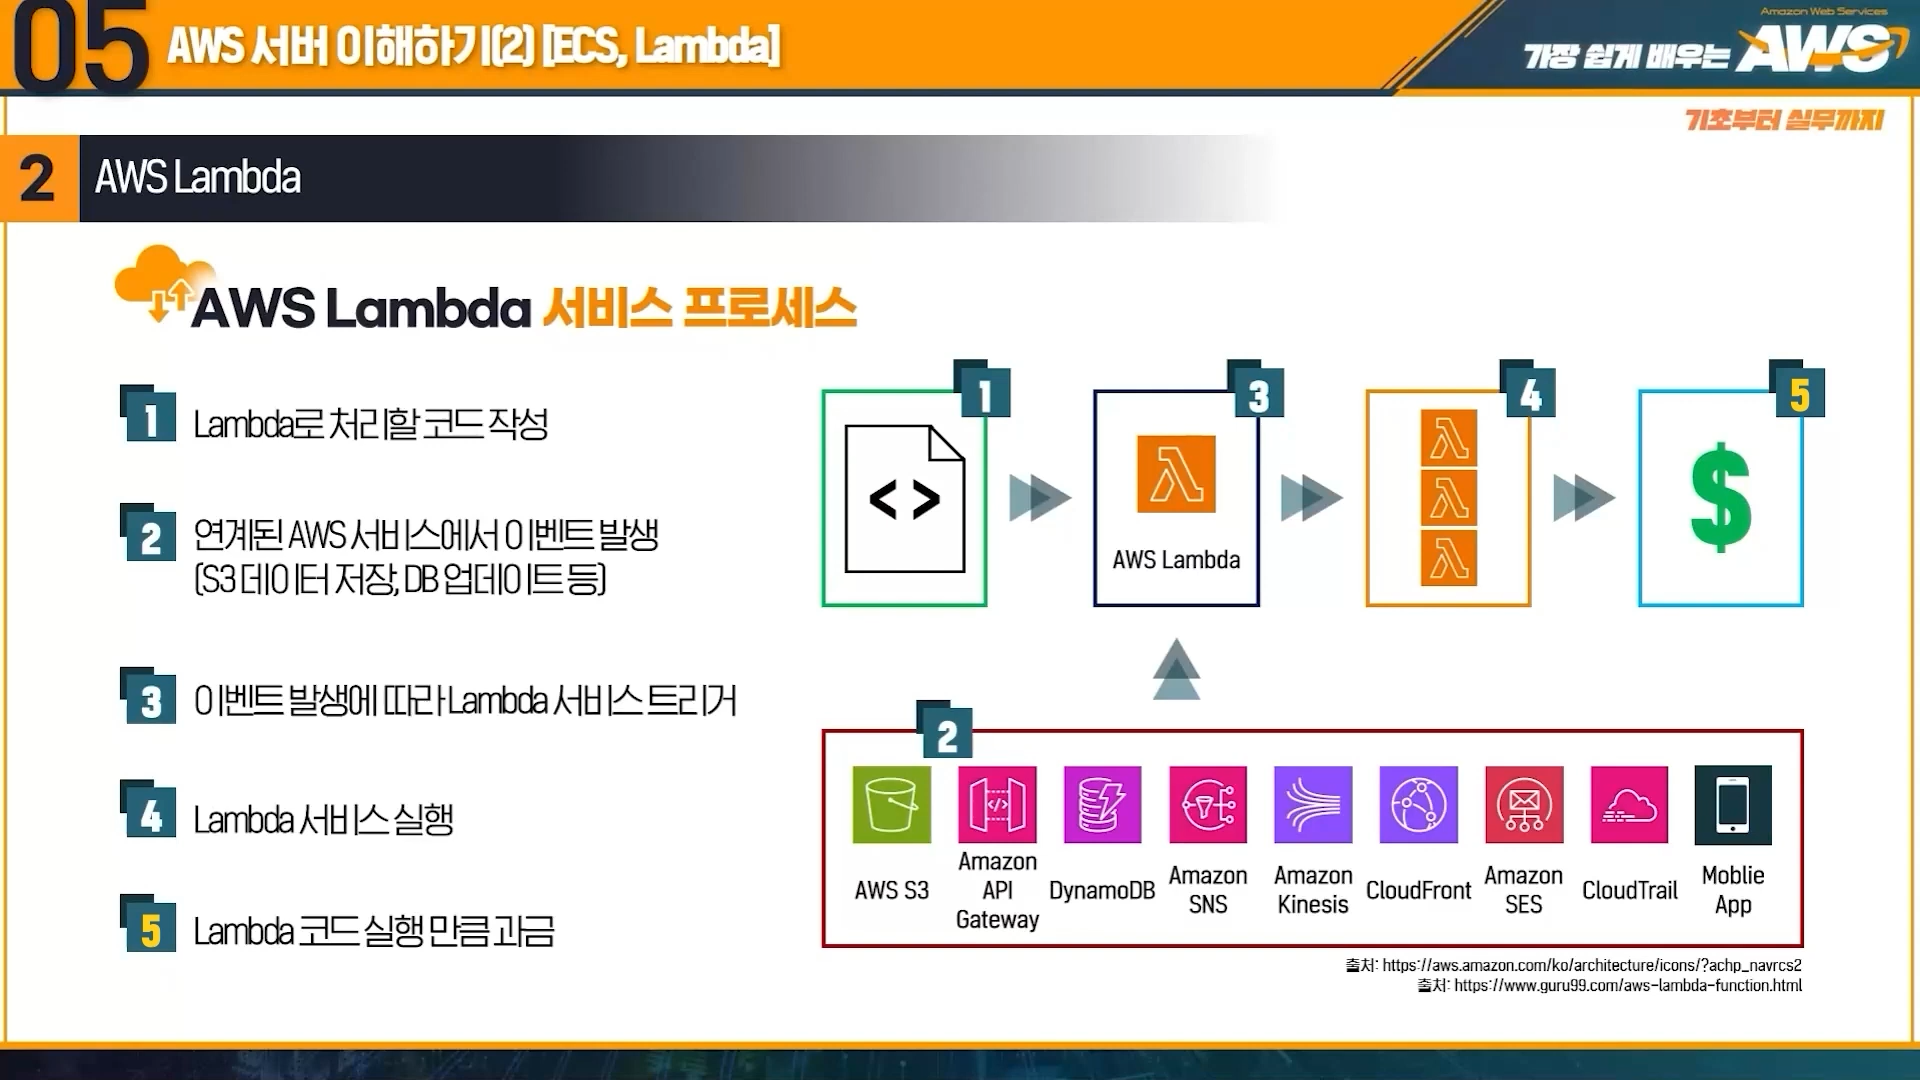 05
AWS 서버 이해하기(2) [ECS, Lambda]
Amazon Web Services
가장 쉽게 배우는 AWS
기초부터 실무까지
2
AWS Lambda
AWS Lambda 서비스 프로세스
1
Lambda로 처리할 코드 작성
2
연계된 AWS 서비스에서 이벤트 발생
(S3 데이터 저장, DB 업데이트 등)
3
이벤트 발생에 따라 Lambda 서비스 트리거
4
Lambda 서비스 실행
5
Lambda 코드 실행 만큼 과금
1
< >
3
AWS Lambda
4
5
$
2
AWS S3
Amazon
API
Gateway
DynamoDB
Amazon
SNS
Amazon
Kinesis
CloudFront
Amazon
SES
CloudTrail
Moblie
App
출처: https://aws.amazon.com/ko/architecture/icons/?achp_navrcs2
출처: https://www.guru99.com/aws-lambda-function.html